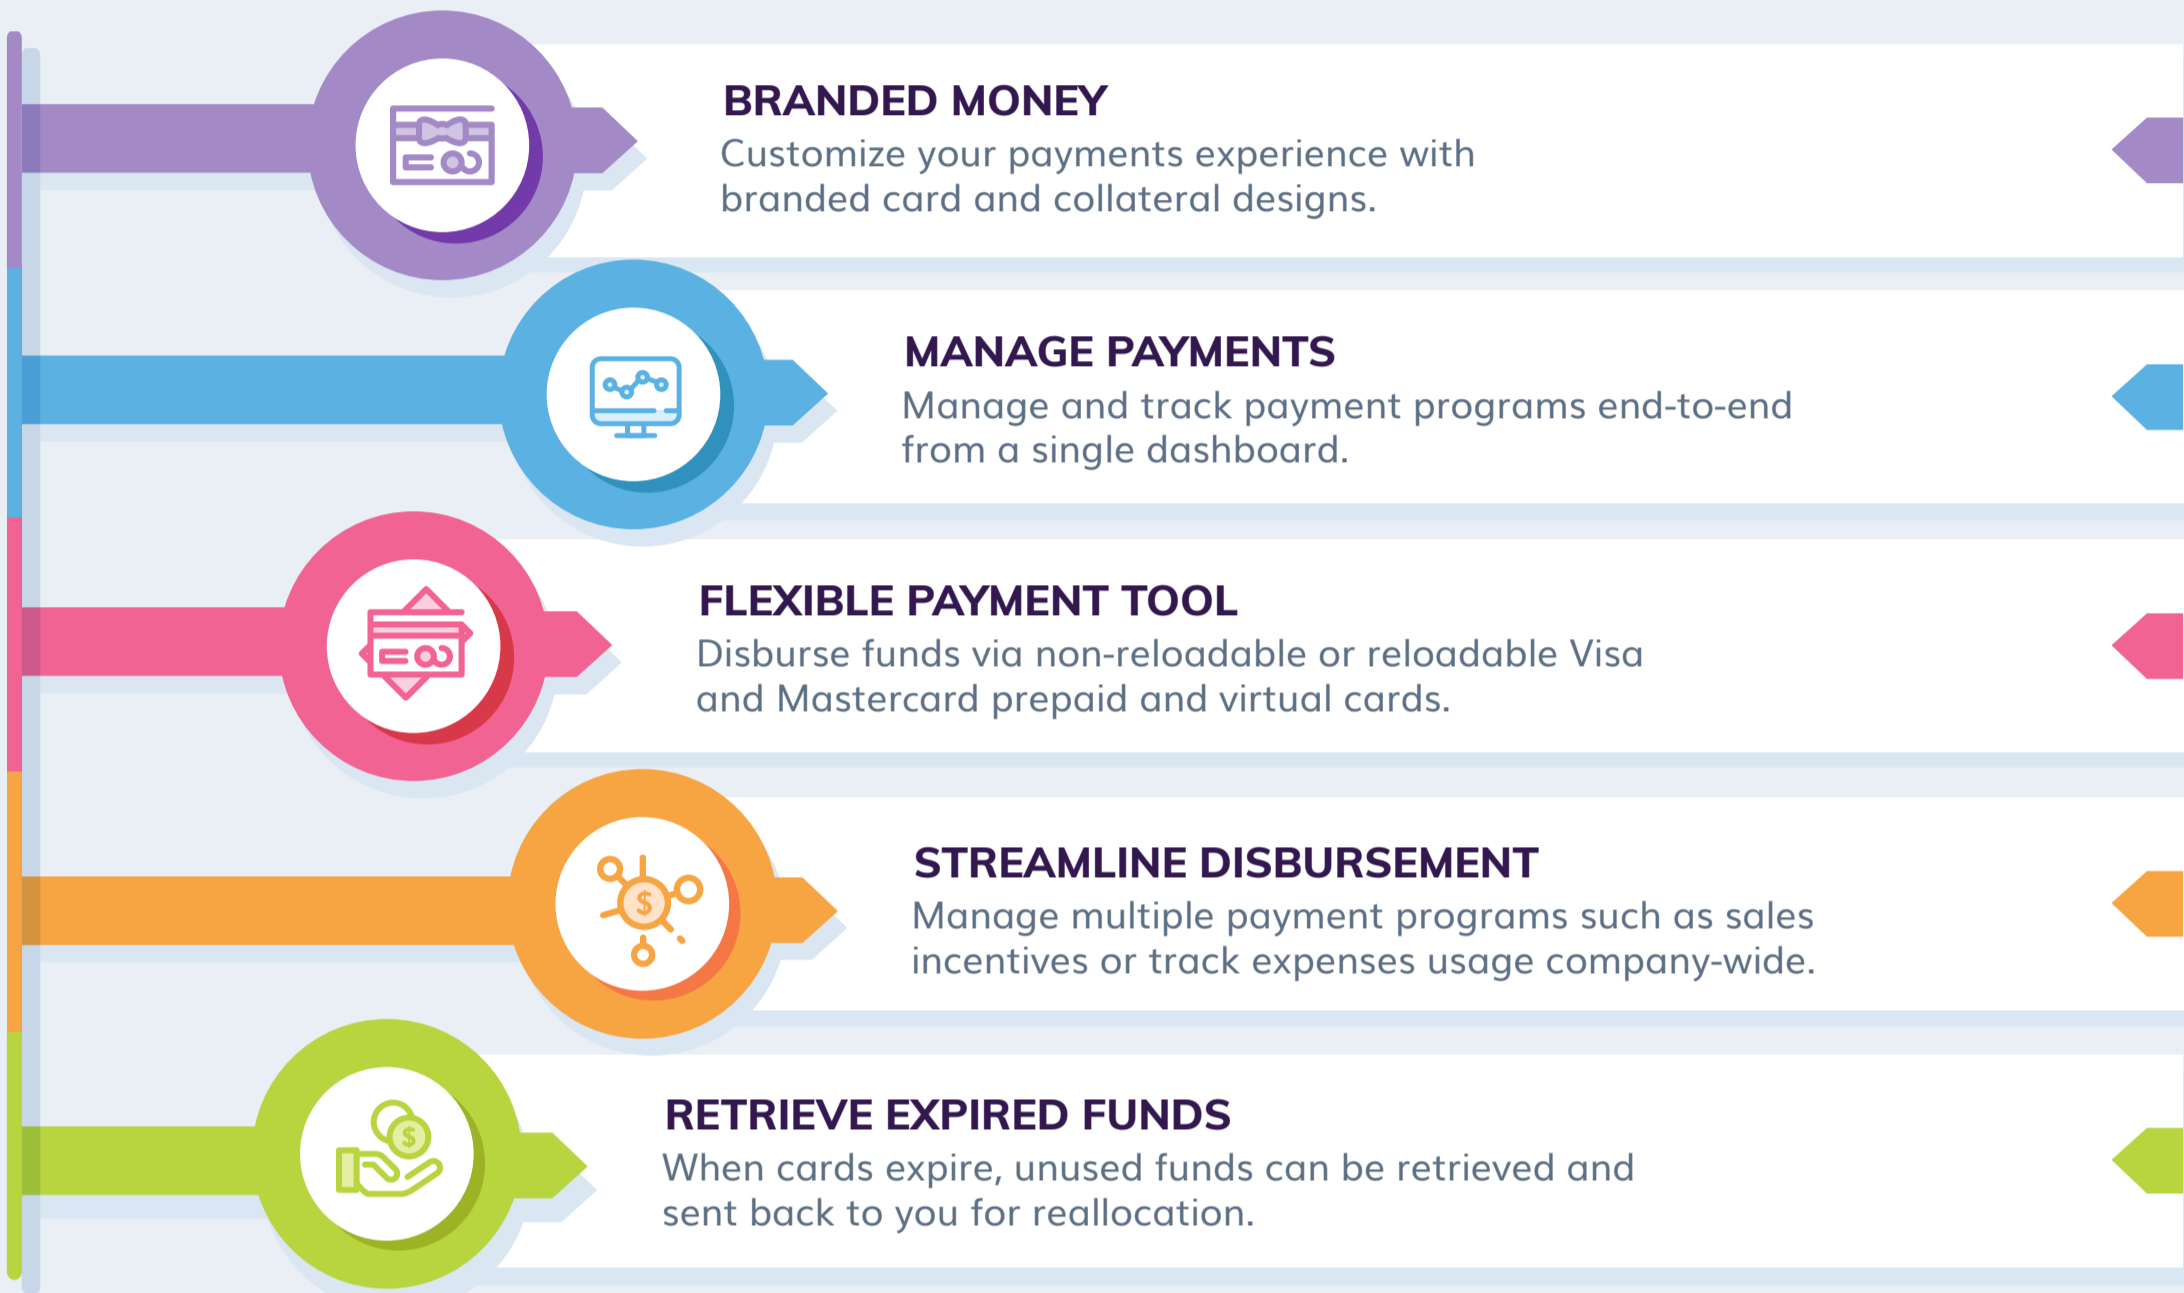 BRANDED MONEY
Customize your payments experience with
branded card and collateral designs.
MANAGE PAYMENTS
Manage and track payment programs end-to-end
from a single dashboard.
FLEXIBLE PAYMENT TOOL
Disburse funds via non-reloadable or reloadable Visa
and Mastercard prepaid and virtual cards.
$
STREAMLINE DISBURSEMENT
Manage multiple payment programs such as sales
incentives or track expenses usage company-wide.
$
RETRIEVE EXPIRED FUNDS
When cards expire, unused funds can be retrieved and
sent back to you for reallocation.